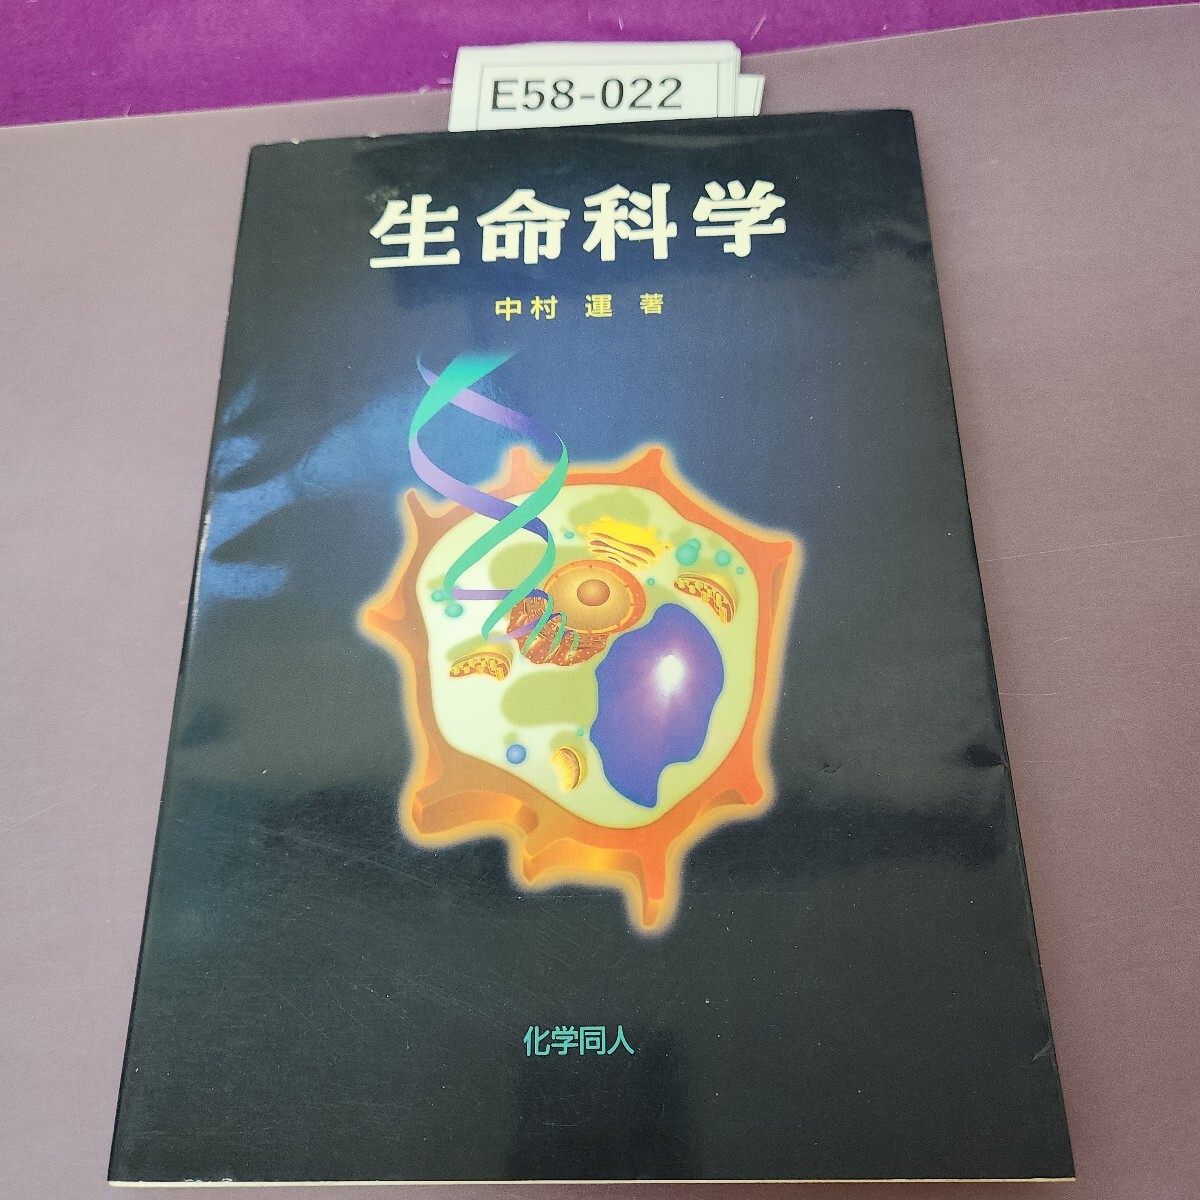 E58-022
生命科学
中村 運 著
化学同人